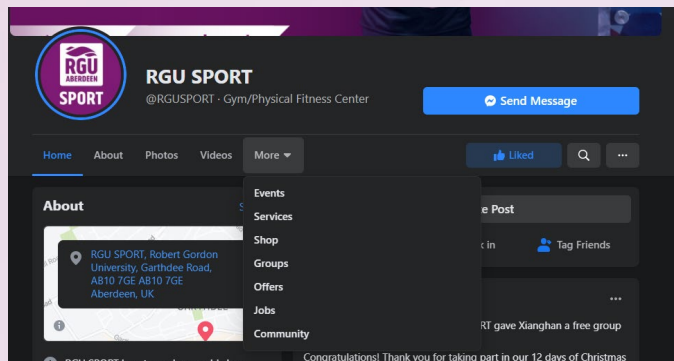 RGU
ABERDEEN
SPORT
RGU SPORT
@RGUSPORT · Gym/Physical Fitness Center
Send Message
Home About Photos Videos More
Liked
About
Events
Services
Shop
Groups
Offers
Jobs
Community
Post
in
Tag Friends
RGU SPORT, Robert Gordon
University, Garthdee Road,
AB10 7GE AB10 7GE
Aberdeen, UK
gave Xianghan a free group
Congratulations! Thank you for taking part in our 12 days of Christmas